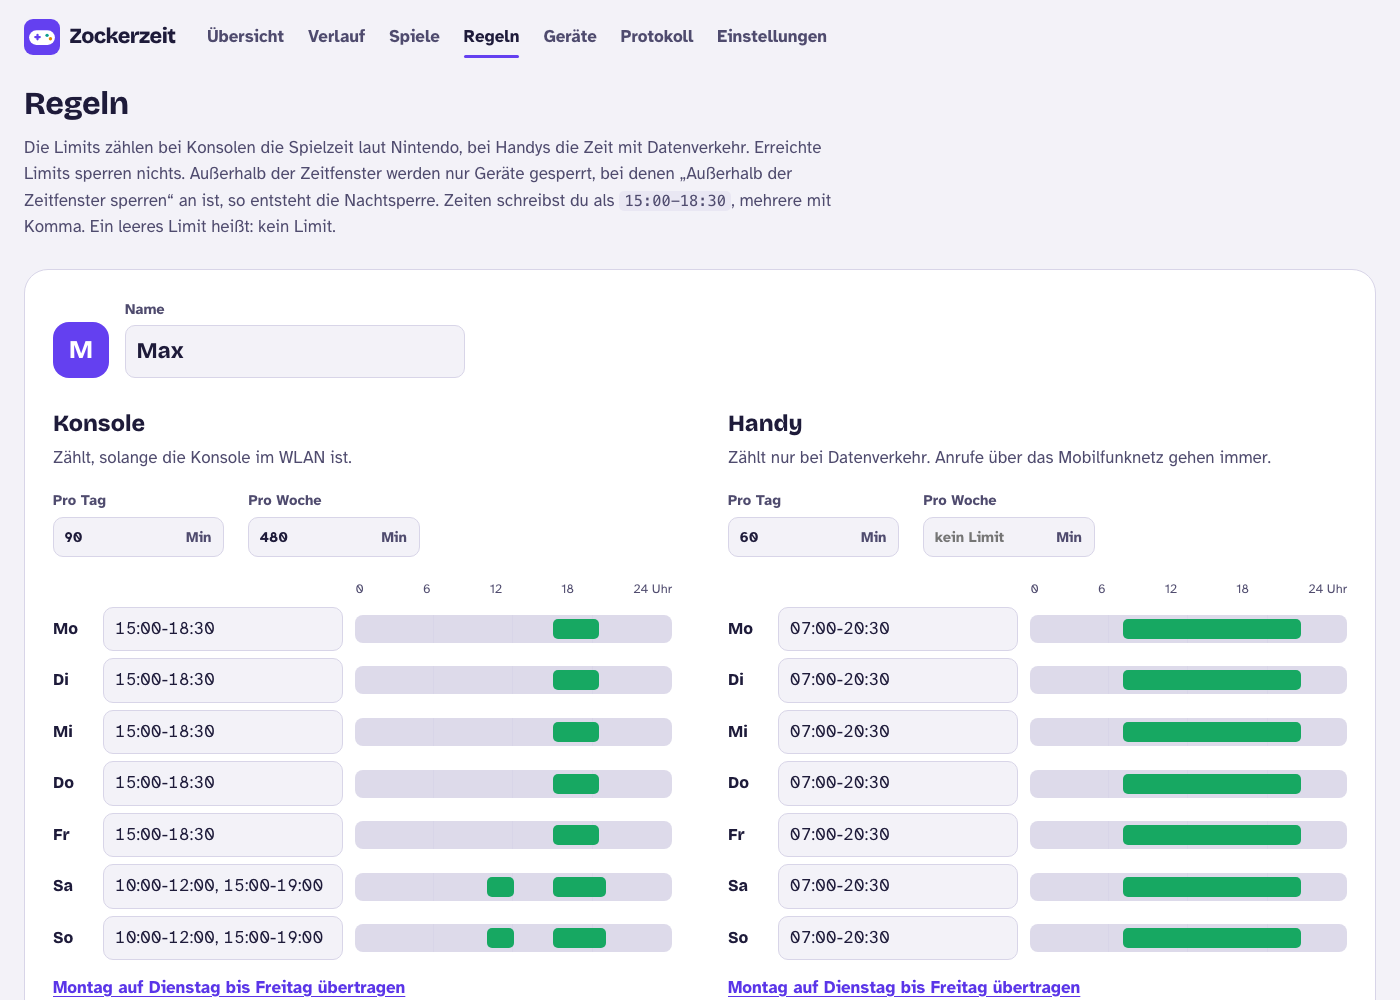 Zockerzeit Übersicht Verlauf Spiele Regeln Geräte Protokoll Einstellungen
Regeln
Die Limits zählen bei Konsolen die Spielzeit laut Nintendo, bei Handys die Zeit mit Datenverkehr. Erreichte
Limits sperren nichts. Außerhalb der Zeitfenster werden nur Geräte gesperrt, bei denen „Außerhalb der
Zeitfenster sperren“ an ist, so entsteht die Nachtsperre. Zeiten schreibst du als 15:00–18:30, mehrere mit
Komma. Ein leeres Limit heißt: kein Limit.
Name
M Max
Konsole
Zählt, solange die Konsole im WLAN ist.
Pro Tag Pro Woche
90 Min 480 Min
0 6 12 18 24 Uhr
Mo 15:00-18:30
Di 15:00-18:30
Mi 15:00-18:30
Do 15:00-18:30
Fr 15:00-18:30
Sa 10:00-12:00, 15:00-19:00
So 10:00-12:00, 15:00-19:00
Montag auf Dienstag bis Freitag übertragen
Handy
Zählt nur bei Datenverkehr. Anrufe über das Mobilfunknetz gehen immer.
Pro Tag Pro Woche
60 Min kein Limit Min
0 6 12 18 24 Uhr
Mo 07:00-20:30
Di 07:00-20:30
Mi 07:00-20:30
Do 07:00-20:30
Fr 07:00-20:30
Sa 07:00-20:30
So 07:00-20:30
Montag auf Dienstag bis Freitag übertragen